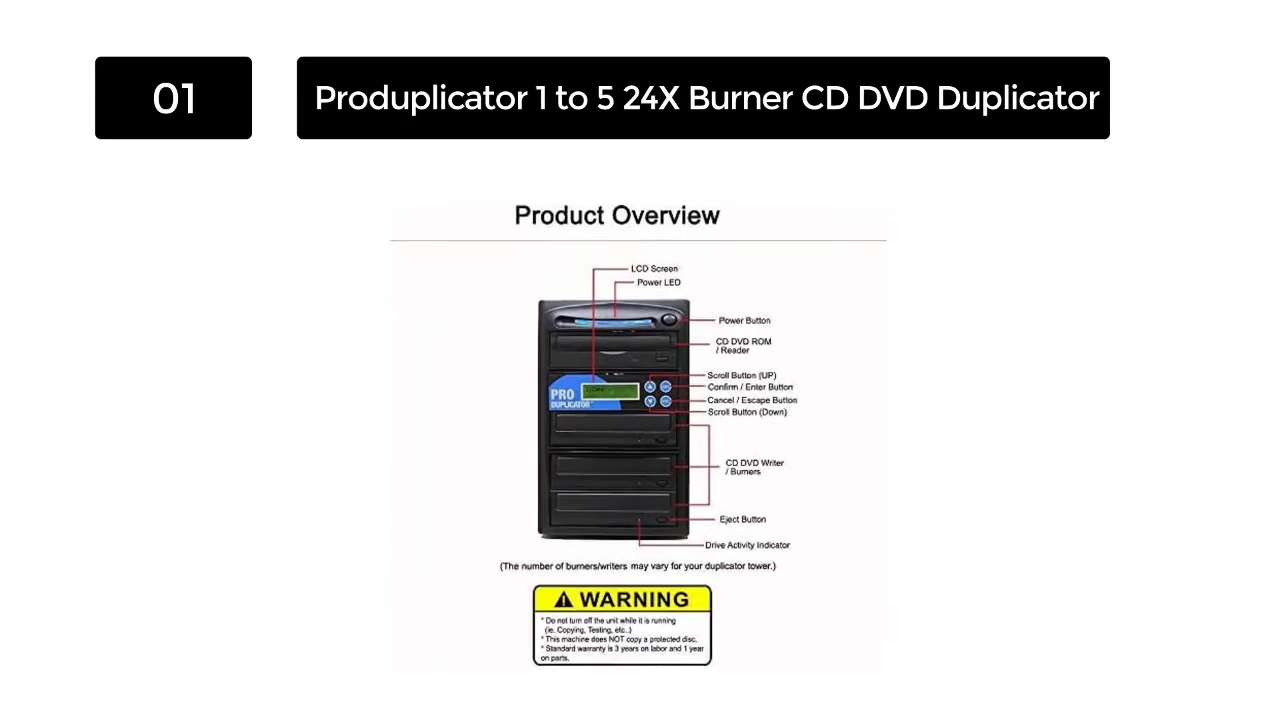 01
Produplicator 1 to 5 24X Burner CD DVD Duplicator
Product Overview
LCD Screen
Power LED
Power Button
CD DVD ROM
/ Reader
Scroll Button (UP)
Confirm / Enter Button
Cancel / Escape Button
Scroll Button (Down)
PRO
DUPLICATOR
CD DVD Writer
/ Burners
Eject Button
Drive Activity Indicator
(The number of burners/writers may vary for your duplicator tower.)
WARNING
* Do not turn off the unit while it is running
(ie. Copying, Testing, etc..)
* This machine does NOT copy a protected disc.
* Standard warranty is 3 years on labor and 1 year
on parts.